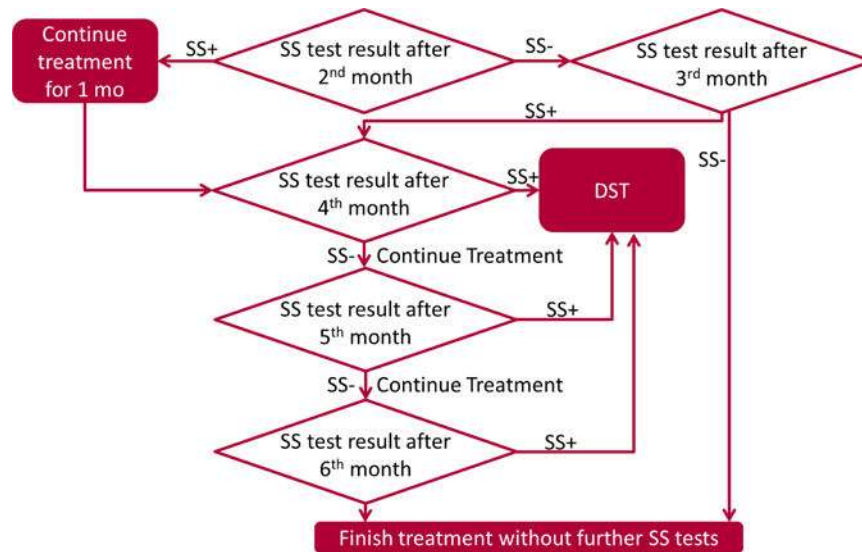 Continue
treatment
for 1 mo
SS+
SS test result after
2nd month
SS-
SS test result after
3rd month
SS+
SS-
SS test result after
4th month
SS+
DST
SS-
Continue Treatment
SS test result after
5th month
SS+
SS-
Continue Treatment
SS test result after
6th month
SS+
Finish treatment without further SS tests